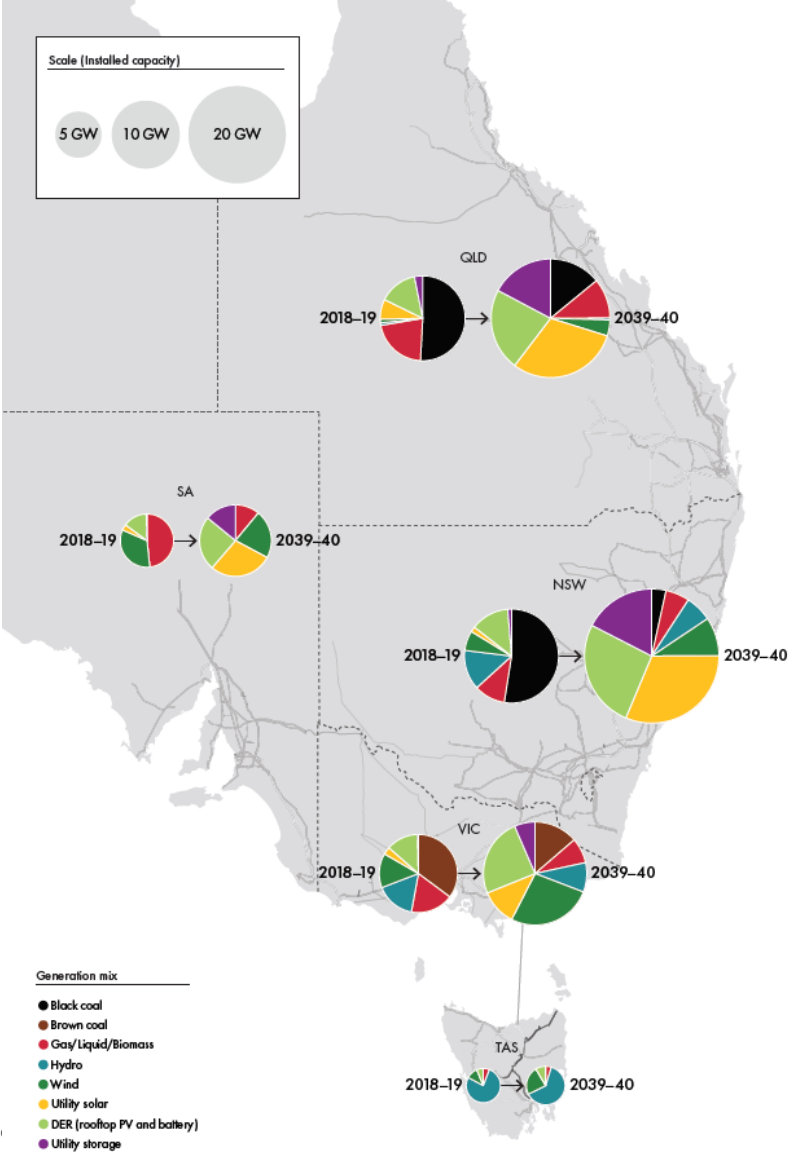 Scale (Installed capacity)
5 GW
10 GW
20 GW
QLD
2018–19
2039–40
SA
2018–19
2039–40
NSW
2018–19
2039–40
VIC
2018–19
2039–40
Generation mix
Black coal
Brown coal
Gas/Liquid/Biomass
Hydro
Wind
Utility solar
DER (rooftop PV and battery)
Utility storage
TAS
2018–19
2039–40